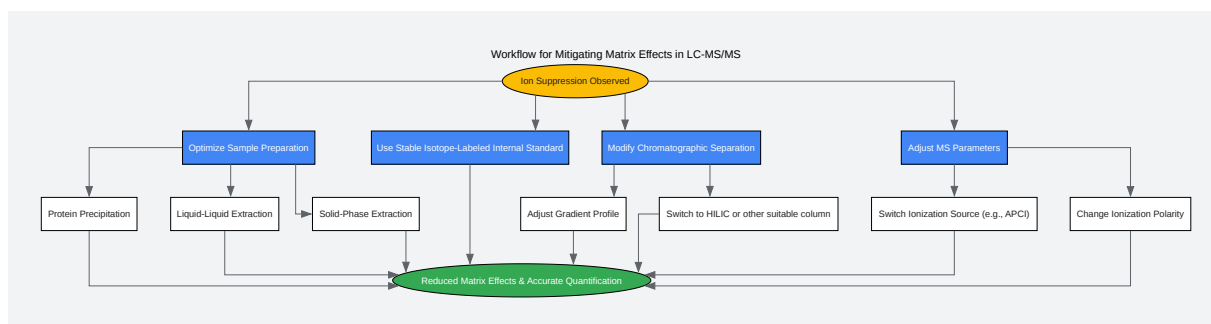 Workflow for Mitigating Matrix Effects in LC-MS/MS
Ion Suppression Observed
Optimize Sample Preparation
Use Stable Isotope-Labeled Internal Standard
Modify Chromatographic Separation
Adjust MS Parameters
Protein Precipitation
Liquid-Liquid Extraction
Solid-Phase Extraction
Adjust Gradient Profile
Switch to HILIC or other suitable column
Switch Ionization Source (e.g., APCI)
Change Ionization Polarity
Reduced Matrix Effects & Accurate Quantification